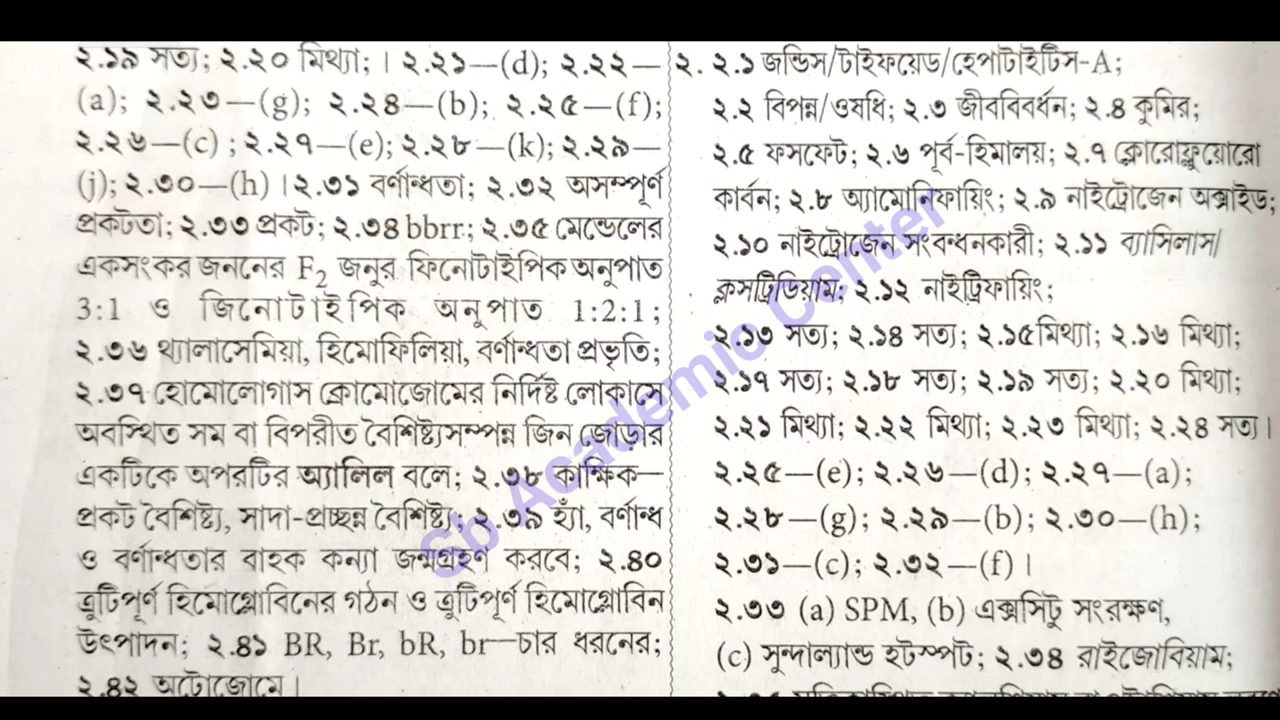 ২.১৯ সত্য; ২.২০ মিথ্যা; । ২.২১—(d); ২.২২—
(a); ২.২৩—(g); ২.২৪—(b); ২.২৫—(f);
২.২৬—(c) ; ২.২৭—(e); ২.২৮—(k); ২.২৯—
(j); ২.৩০—(h) । ২.৩১ বর্ণান্ধতা; ২.৩২ অসম্পূর্ণ
প্রকটতা; ২.৩৩ প্রকট; ২.৩৪ bbrr; ২.৩৫ মেন্ডেলের
একসংকর জননের F₂ জনুর ফিনোটাইপিক অনুপাত
3:1 ও জিনোটাইপিক অনুপাত 1:2:1;
২.৩৬ থ্যালাসেমিয়া, হিমোফিলিয়া, বর্ণান্ধতা প্রভৃতি;
২.৩৭ হোমোলোগাস ক্রোমোজোমের নির্দিষ্ট লোকাসে
অবস্থিত সম বা বিপরীত বৈশিষ্ট্যসম্পন্ন জিন জোড়ার
একটিকে অপরটির অ্যালিল বলে; ২.৩৮ কাক্ষিক—
প্রকট বৈশিষ্ট্য, সাদা-প্রচ্ছন্ন বৈশিষ্ট্য; ২.৩৯ হ্যাঁ, বর্ণান্ধ
ও বর্ণান্ধতার বাহক কন্যা জন্মগ্রহণ করবে; ২.৪০
ত্রুটিপূর্ণ হিমোগ্লোবিনের গঠন ও ত্রুটিপূর্ণ হিমোগ্লোবিন
উৎপাদন; ২.৪১ BR, Br, bR, br—চার ধরনের;
২.৪২ অটোজোমে।
২. ২.১ জন্ডিস/টাইফয়েড/হেপাটাইটিস-A;
২.২ বিপন্ন/ওষধি; ২.৩ জীববিবর্ধন; ২.৪ কুমির;
২.৫ ফসফেট; ২.৬ পূর্ব-হিমালয়; ২.৭ ক্লোরোফ্লুয়োরো
কার্বন; ২.৮ অ্যামোনিফায়িং; ২.৯ নাইট্রোজেন অক্সাইড;
২.১০ নাইট্রোজেন সংবন্ধনকারী; ২.১১ ব্যাসিলাস/
ক্লসট্রিডিয়াম; ২.১২ নাইট্রিফায়িং;
২.১৩ সত্য; ২.১৪ সত্য; ২.১৫ মিথ্যা; ২.১৬ মিথ্যা;
২.১৭ সত্য; ২.১৮ সত্য; ২.১৯ সত্য; ২.২০ মিথ্যা;
২.২১ মিথ্যা; ২.২২ মিথ্যা; ২.২৩ মিথ্যা; ২.২৪ সত্য।
২.২৫—(e); ২.২৬—(d); ২.২৭—(a);
২.২৮—(g); ২.২৯—(b); ২.৩০—(h);
২.৩১—(c); ২.৩২—(f)।
২.৩৩ (a) SPM, (b) এক্সসিটু সংরক্ষণ,
(c) সুন্দাল্যান্ড হটস্পট; ২.৩৪ রাইজোবিয়াম;
Sb Academic Center